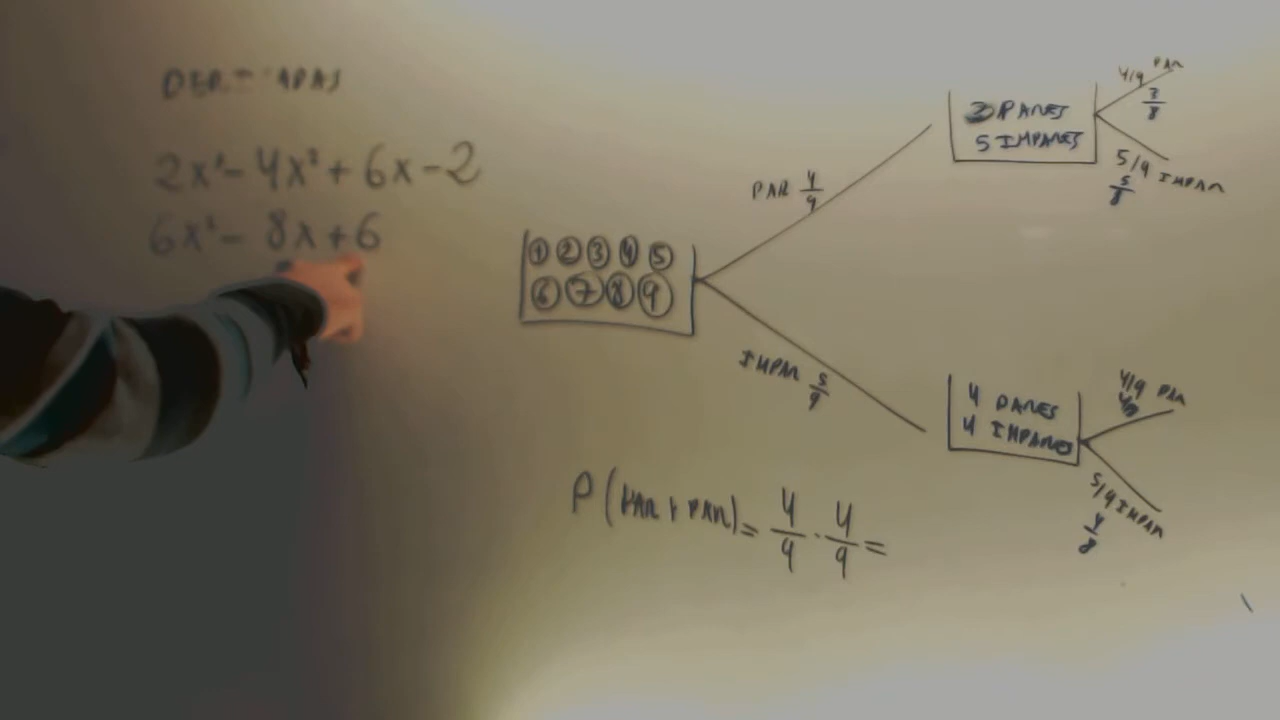 2x³-4x²+6x-2
6x²-8x+6
① ② ③ ④ ⑤
⑥ ⑦ ⑧ ⑨
PAR 4/9
IMPAR 5/9
3 PARES
5 IMPARES
4/9 PAR
3/8
5/9 IMPAR
5/8
4 PARES
4 IMPARES
4/9 PAR
4/8
5/9 IMPAR
4/8
P(PAR Y PAR)= 4/9 · 4/9 =